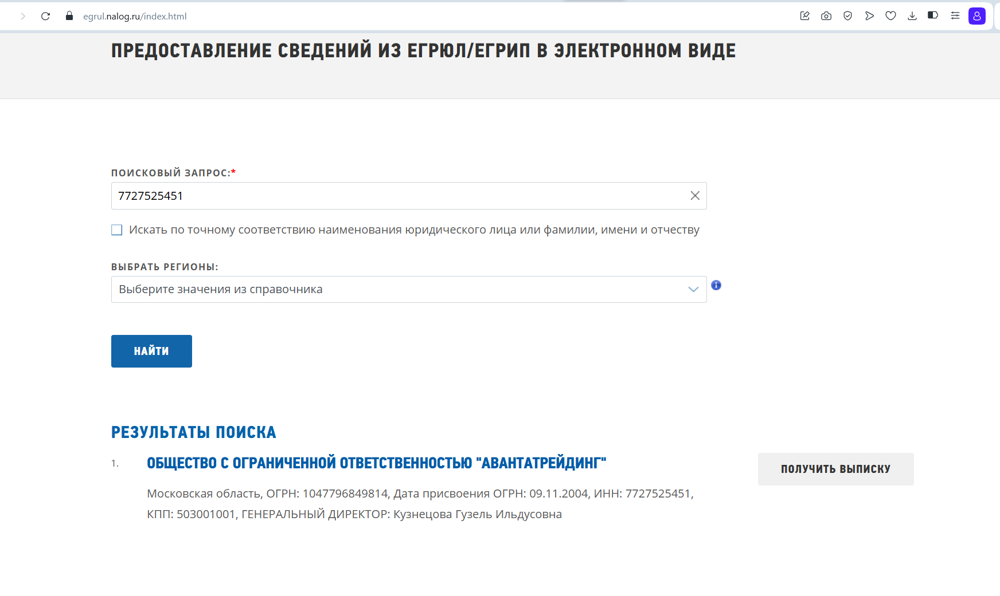 egrul.nalog.ru/index.html
ПРЕДОСТАВЛЕНИЕ СВЕДЕНИЙ ИЗ ЕГРЮЛ/ЕГРИП В ЭЛЕКТРОННОМ ВИДЕ
ПОИСКОВЫЙ ЗАПРОС:*
7727525451
Искать по точному соответствию наименования юридического лица или фамилии, имени и отчеству
ВЫБРАТЬ РЕГИОНЫ:
Выберите значения из справочника
НАЙТИ
РЕЗУЛЬТАТЫ ПОИСКА
1. ОБЩЕСТВО С ОГРАНИЧЕННОЙ ОТВЕТСТВЕННОСТЬЮ "АВАНТАТРЕЙДИНГ"
ПОЛУЧИТЬ ВЫПИСКУ
Московская область, ОГРН: 1047796849814, Дата присвоения ОГРН: 09.11.2004, ИНН: 7727525451,
КПП: 503001001, ГЕНЕРАЛЬНЫЙ ДИРЕКТОР: Кузнецова Гузель Ильдусовна